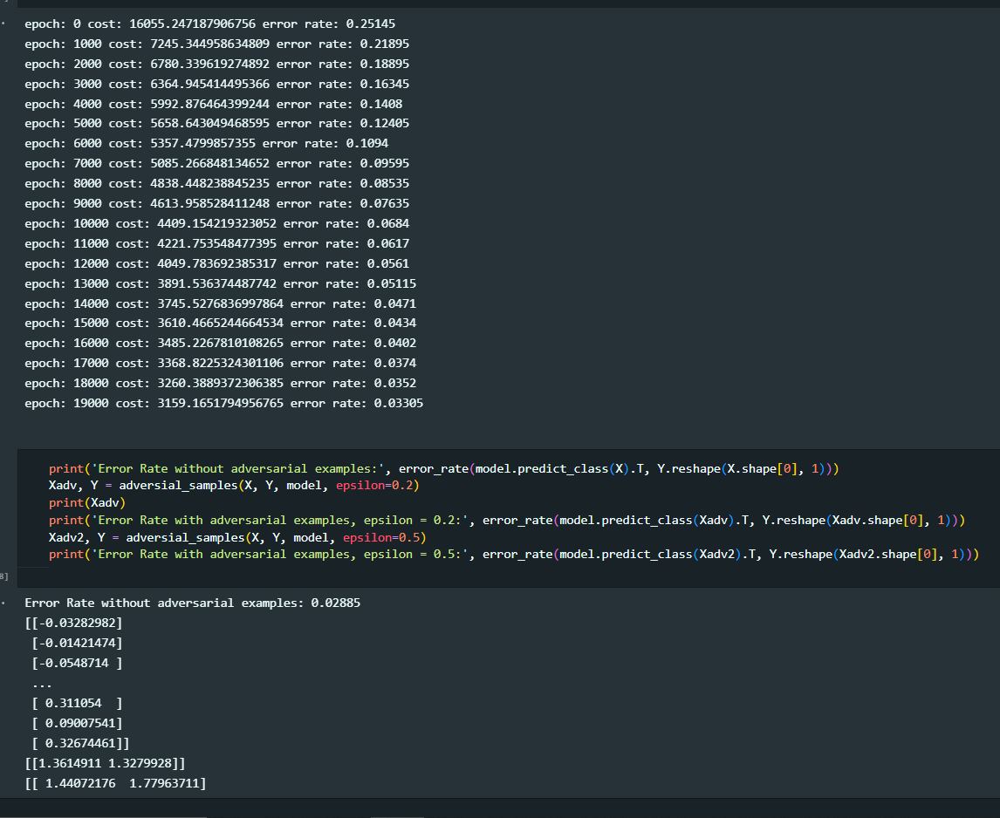 epoch: 0 cost: 16055.247187906756 error rate: 0.25145
epoch: 1000 cost: 7245.344958634809 error rate: 0.21895
epoch: 2000 cost: 6780.339619274892 error rate: 0.18895
epoch: 3000 cost: 6364.945414495366 error rate: 0.16345
epoch: 4000 cost: 5992.876464399244 error rate: 0.1408
epoch: 5000 cost: 5658.643049468595 error rate: 0.12405
epoch: 6000 cost: 5357.4799857355 error rate: 0.1094
epoch: 7000 cost: 5085.266848134652 error rate: 0.09595
epoch: 8000 cost: 4838.448238845235 error rate: 0.08535
epoch: 9000 cost: 4613.958528411248 error rate: 0.07635
epoch: 10000 cost: 4409.154219323052 error rate: 0.0684
epoch: 11000 cost: 4221.753548477395 error rate: 0.0617
epoch: 12000 cost: 4049.783692385317 error rate: 0.0561
epoch: 13000 cost: 3891.536374487742 error rate: 0.05115
epoch: 14000 cost: 3745.5276836997864 error rate: 0.0471
epoch: 15000 cost: 3610.4665244664534 error rate: 0.0434
epoch: 16000 cost: 3485.2267810108265 error rate: 0.0402
epoch: 17000 cost: 3368.8225324301106 error rate: 0.0374
epoch: 18000 cost: 3260.3889372306385 error rate: 0.0352
epoch: 19000 cost: 3159.1651794956765 error rate: 0.03305
print('Error Rate without adversarial examples:', error_rate(model.predict_class(X).T, Y.reshape(X.shape[0], 1)))
Xadv, Y = adversial_samples(X, Y, model, epsilon=0.2)
print(Xadv)
print('Error Rate with adversarial examples, epsilon = 0.2:', error_rate(model.predict_class(Xadv).T, Y.reshape(Xadv.shape[0], 1)))
Xadv2, Y = adversial_samples(X, Y, model, epsilon=0.5)
print('Error Rate with adversarial examples, epsilon = 0.5:', error_rate(model.predict_class(Xadv2).T, Y.reshape(Xadv2.shape[0], 1)))
8]
Error Rate without adversarial examples: 0.02885
[[-0.03282982]
[-0.01421474]
[-0.0548714 ]
...
[ 0.311054  ]
[ 0.09007541]
[ 0.32674461]]
[[1.3614911 1.3279928]]
[[ 1.44072176  1.77963711]